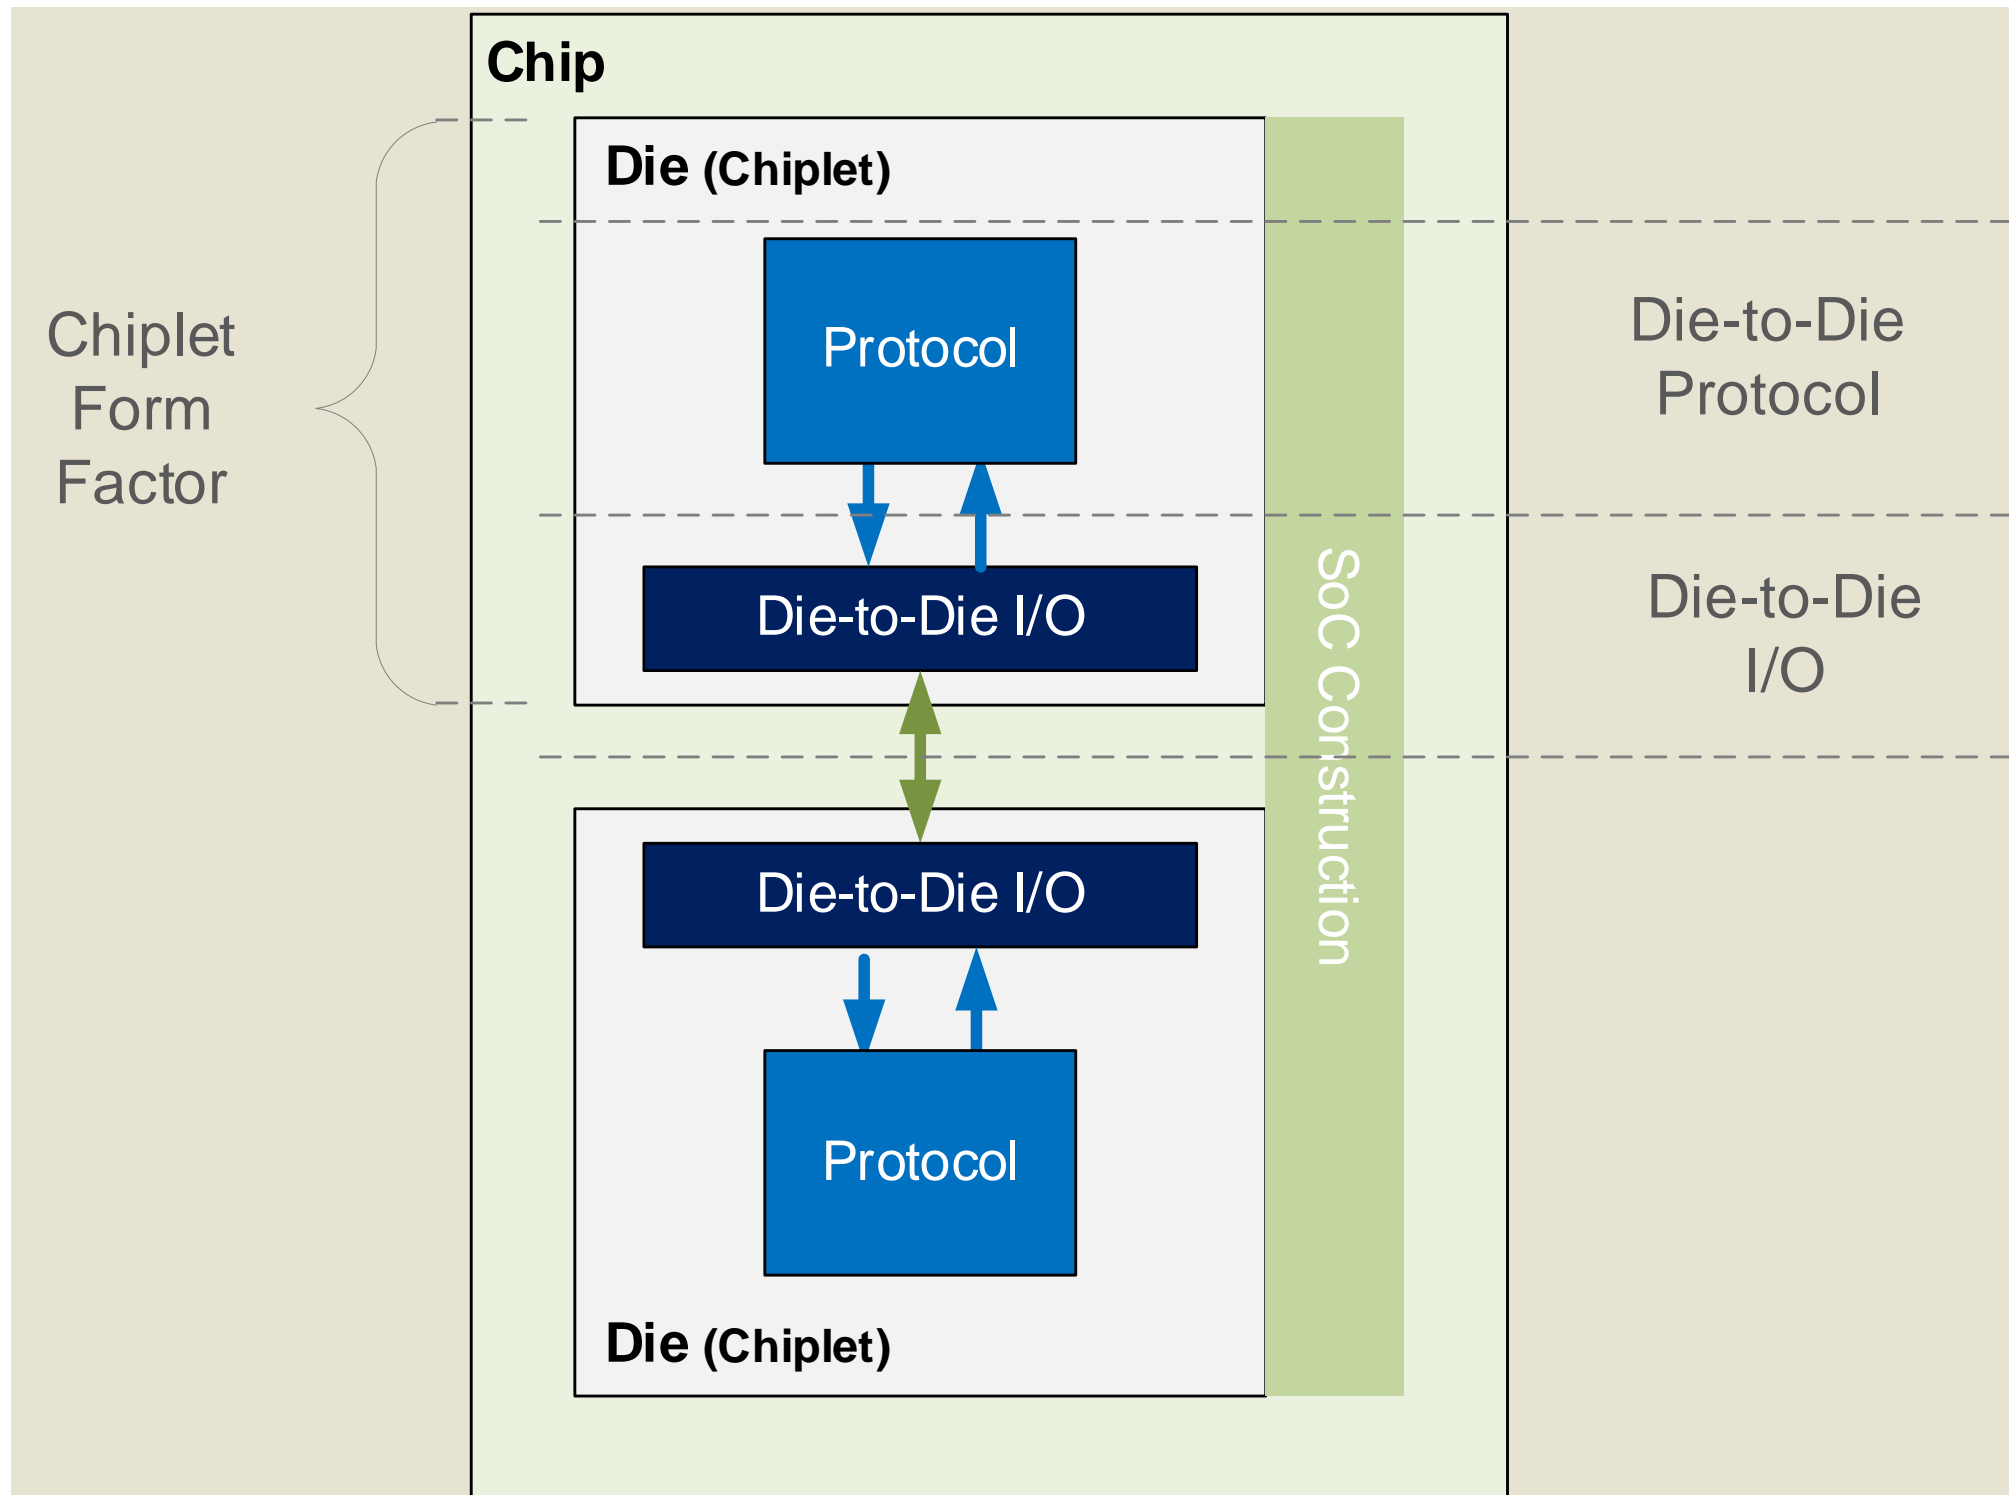 Chip
Die (Chiplet)
Chiplet
Form
Factor
Protocol
Die-to-Die
Protocol
Die-to-Die I/O
Die-to-Die
I/O
SoC Construction
Die-to-Die I/O
Protocol
Die (Chiplet)